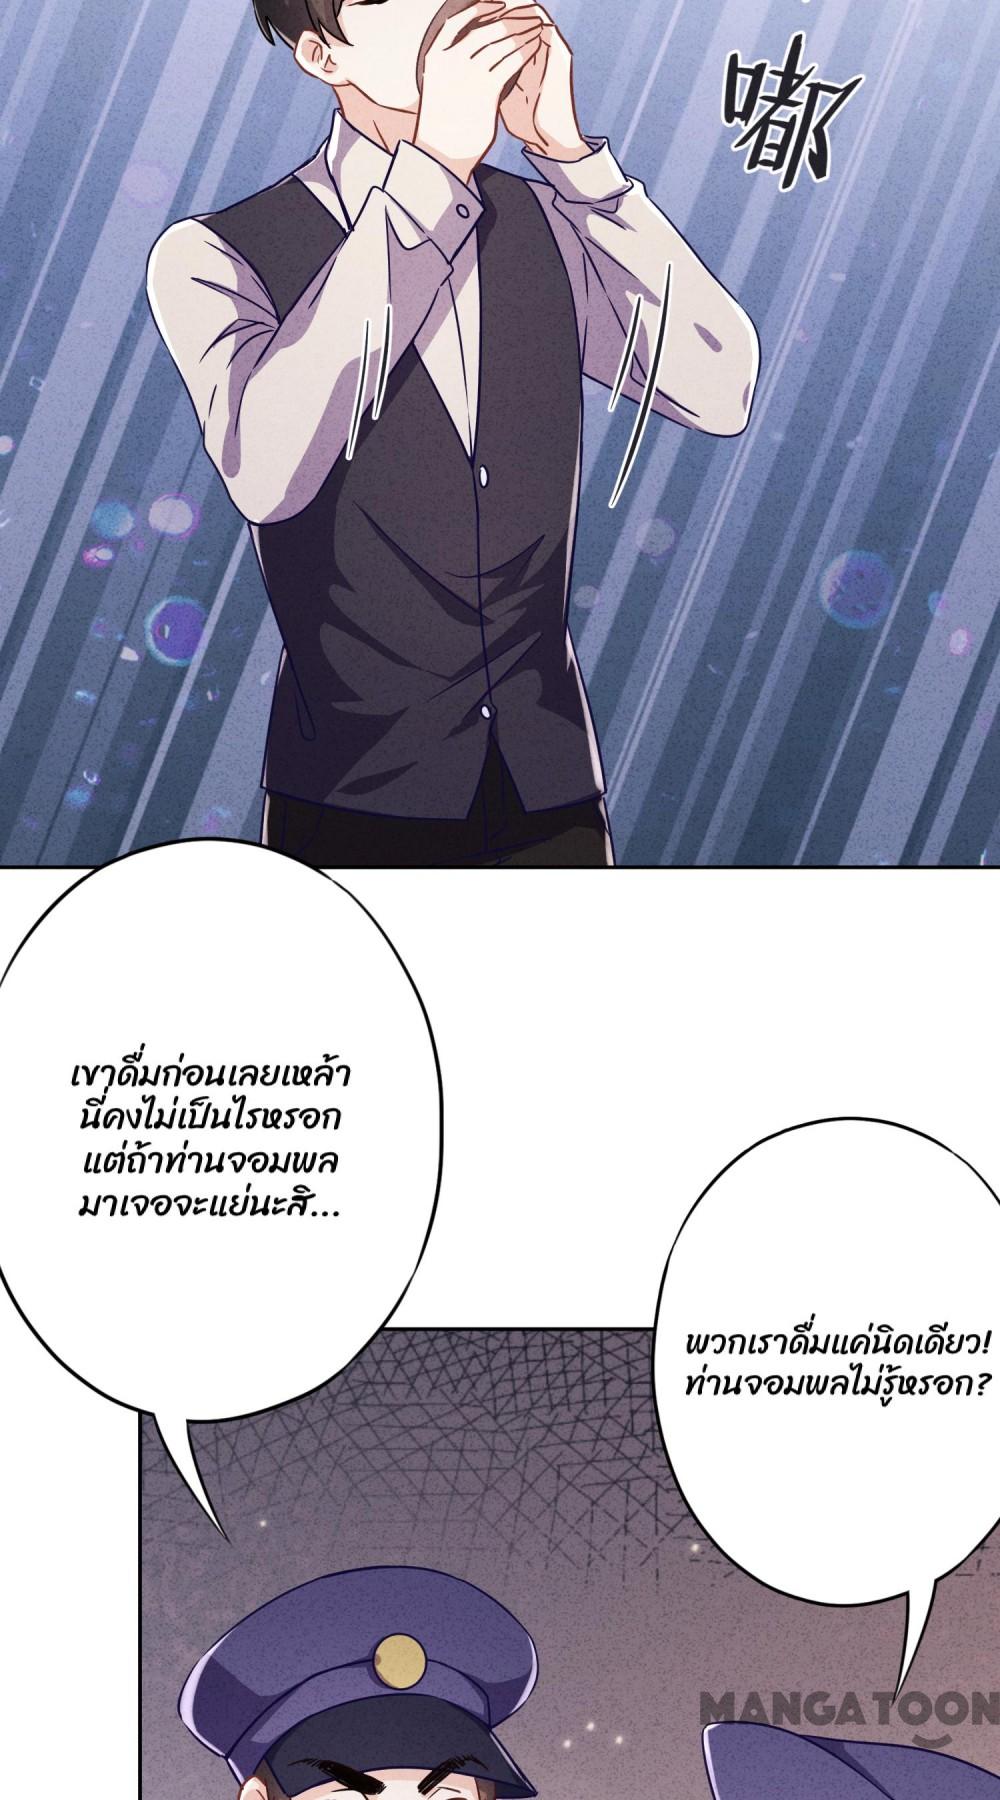 嘟
เขาดื่มก่อนเลยเหล้า
นี่คงไม่เป็นไรหรอก
แต่ถ้าท่านจอมพล
มาเจอจะแย่นะสิ...
พวกเราดื่มแค่นิดเดียว!
ท่านจอมพลไม่รู้หรอก?
MANGATOON